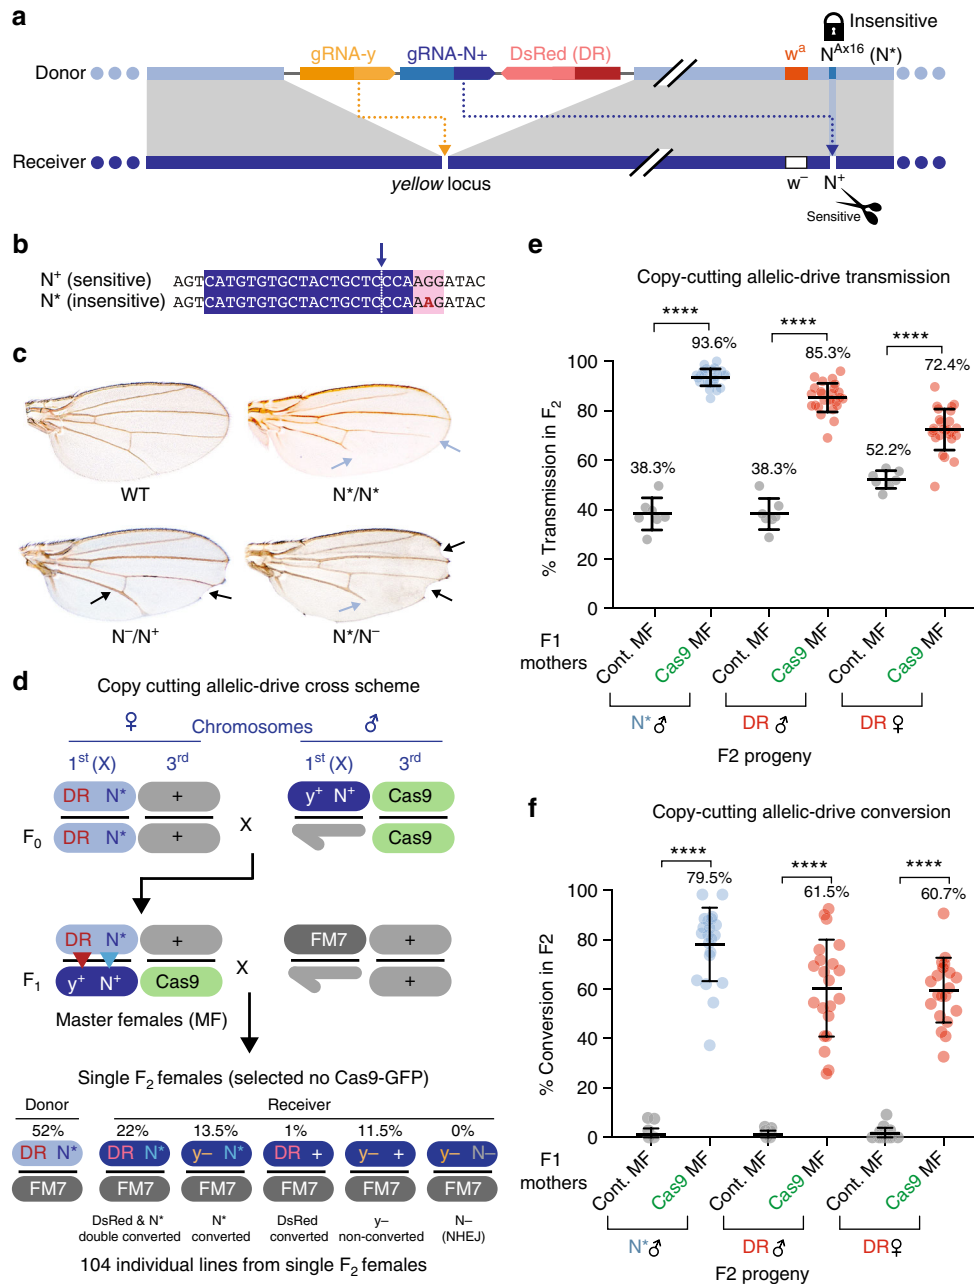 a
Insensitive
gRNA-y gRNA-N+ DsRed (DR) wᵃ Nᴬˣ¹⁶ (N*)
Donor
Receiver
yellow locus w⁻ N⁺
Sensitive
b
N⁺ (sensitive) AGTCATGTGTGCTACTGCTCCCAAGGATAC
N* (insensitive) AGTCATGTGTGCTACTGCTCCCAAAGATAC
c
WT N*/N*
N⁻/N⁺ N*/N⁻
d
Copy cutting allelic-drive cross scheme
♀ Chromosomes ♂
1ˢᵗ (X) 3ʳᵈ 1ˢᵗ (X) 3ʳᵈ
DR N* + y⁺ N⁺ Cas9
F₀ DR N* + X Cas9
DR N* + FM7 +
F₁ y⁺ N⁺ Cas9 X +
Master females (MF)
Single F₂ females (selected no Cas9-GFP)
Donor Receiver
52% 22% 13.5% 1% 11.5% 0%
DR N* DR N* y– N* DR + y– + y– N–
FM7 FM7 FM7 FM7 FM7 FM7
DsRed & N* double converted
N* converted
DsRed converted
y– non-converted
N– (NHEJ)
104 individual lines from single F₂ females
e
Copy-cutting allelic-drive transmission
**** **** ****
93.6% 85.3% 72.4%
38.3% 38.3% 52.2%
% Transmission in F₂
100
80
60
40
20
0
F1 mothers
Cont. MF Cas9 MF Cont. MF Cas9 MF Cont. MF Cas9 MF
N* ♂ DR ♂ DR ♀
F2 progeny
f
Copy-cutting allelic-drive conversion
**** **** ****
79.5% 61.5% 60.7%
% Conversion in F2
100
80
60
40
20
0
F1 mothers
Cont. MF Cas9 MF Cont. MF Cas9 MF Cont. MF Cas9 MF
N*♂ DR ♂ DR♀
F2 progeny